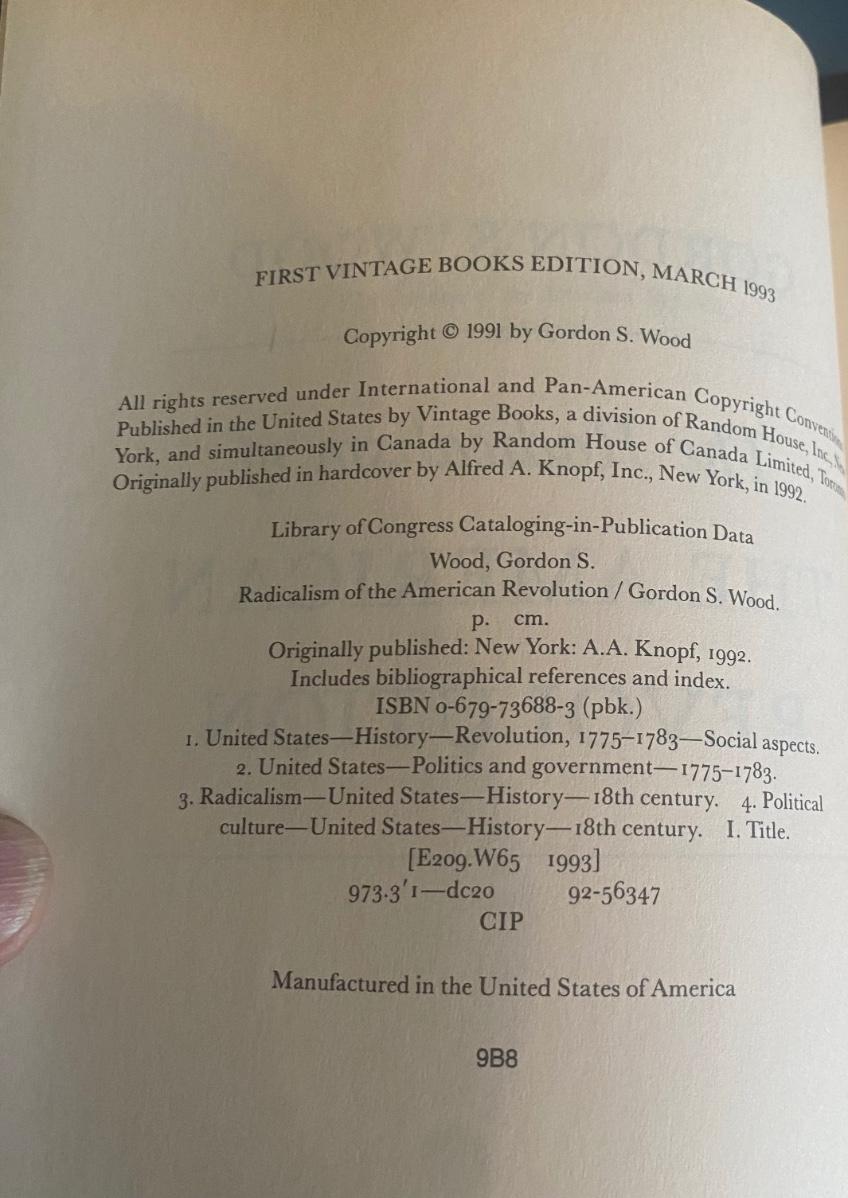 FIRST VINTAGE BOOKS EDITION, MARCH 1993
Copyright © 1991 by Gordon S. Wood
All rights reserved under International and Pan-American Copyright
Published in the United States by Vintage Books, a division of Random House, Inc.,
York, and simultaneously in Canada by Random House of Canada Limited,
Originally published in hardcover by Alfred A. Knopf, Inc., New York, in 1992.
Library of Congress Cataloging-in-Publication Data
Wood, Gordon S.
Radicalism of the American Revolution / Gordon S. Wood.
p. cm.
Originally published: New York: A.A. Knopf, 1992.
Includes bibliographical references and index.
ISBN 0-679-73688-3 (pbk.)
1. United States—History—Revolution, 1775–1783—Social aspects.
2. United States—Politics and government—1775–1783.
3. Radicalism—United States—History—18th century. 4. Political
culture—United States—History—18th century. I. Title.
[E209.W65 1993]
973.3'1—dc20 92-56347
CIP
Manufactured in the United States of America
9B8